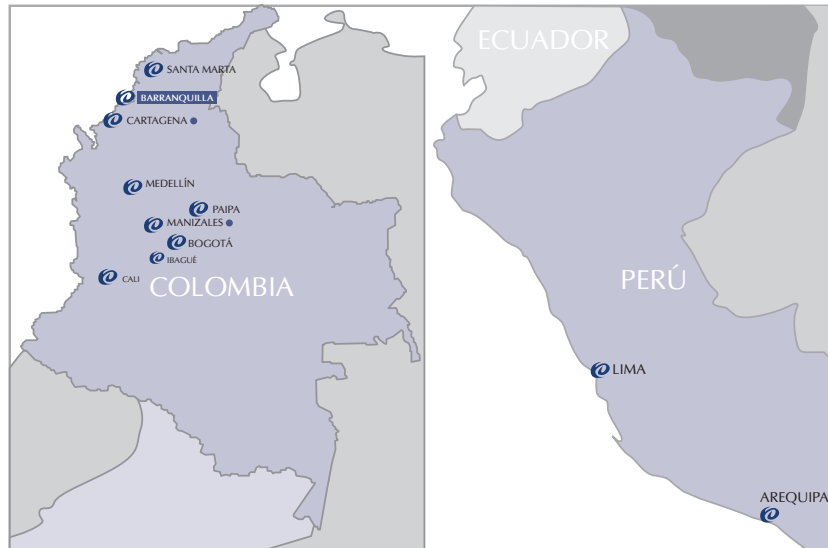 SANTA MARTA
BARRANQUILLA
CARTAGENA
MEDELLÍN
PAIPA
MANIZALES
BOGOTÁ
IBAGUÉ
CALI
COLOMBIA
ECUADOR
PERÚ
LIMA
AREQUIPA